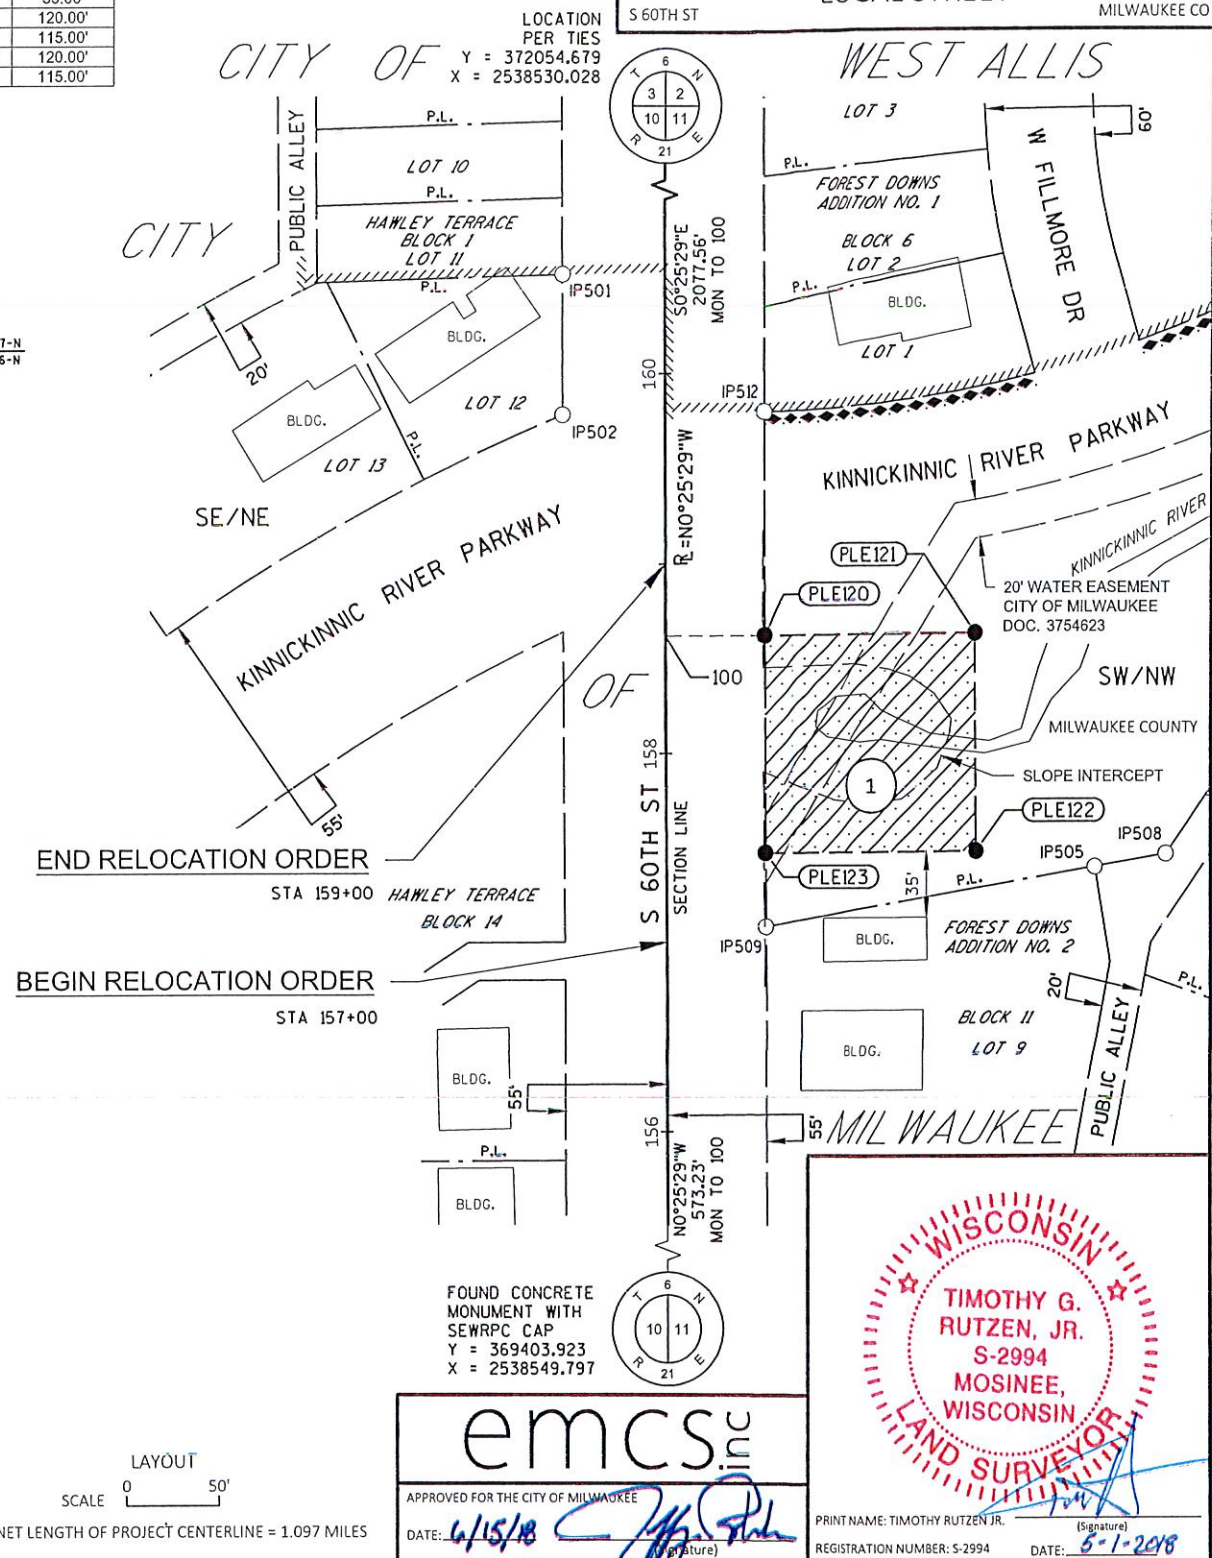 120.00'
115.00'
120.00'
115.00'
S 60TH ST
MILWAUKEE CO
LOCATION
PER TIES
Y = 372054.679
X = 2538530.028
CITY OF
WEST ALLIS
T 6 N
3 2
10 11
R 21 E
PUBLIC ALLEY
P.L.
LOT 10
P.L.
HAWLEY TERRACE
BLOCK 1
LOT 11
P.L.
IP501
CITY
LOT 3
P.L.
FOREST DOWNS
ADDITION NO. 1
BLOCK 6
LOT 2
P.L.
BLDG.
LOT 1
W FILLMORE DR
60'
S0°25'29"E
2077.56'
MON TO 100
7-N
6-N
20'
BLDG.
BLDG.
LOT 12
IP502
P.L.
LOT 13
160
IP512
SE/NE
KINNICKINNIC RIVER PARKWAY
R=N0°25'29"W
KINNICKINNIC RIVER PARKWAY
KINNICKINNIC RIVER
PLE121
PLE120
20' WATER EASEMENT
CITY OF MILWAUKEE
DOC. 3754623
SW/NW
100
OF
MILWAUKEE COUNTY
158
SLOPE INTERCEPT
1
PLE122
IP508
IP505
55'
END RELOCATION ORDER
STA 159+00
HAWLEY TERRACE
BLOCK 14
S 60TH ST
SECTION LINE
PLE123
35'
P.L.
IP509
BLDG.
FOREST DOWNS
ADDITION NO. 2
BEGIN RELOCATION ORDER
STA 157+00
20'
P.L.
BLOCK 11
LOT 9
BLDG.
PUBLIC ALLEY
BLDG.
55'
156
55'
MILWAUKEE
P.L.
BLDG.
N0°25'29"W
573.23'
MON TO 100
FOUND CONCRETE
MONUMENT WITH
SEWRPC CAP
Y = 369403.923
X = 2538549.797
T 6 N
10 11
R 21 E
WISCONSIN
TIMOTHY G.
RUTZEN, JR.
S-2994
MOSINEE,
WISCONSIN
LAND SURVEYOR
emcs inc
LAYOUT
SCALE 0 50'
NET LENGTH OF PROJECT CENTERLINE = 1.097 MILES
APPROVED FOR THE CITY OF MILWAUKEE
DATE: 6/15/18
(Signature)
PRINT NAME: TIMOTHY RUTZEN JR.
(Signature)
REGISTRATION NUMBER: S-2994
DATE: 5-1-2018